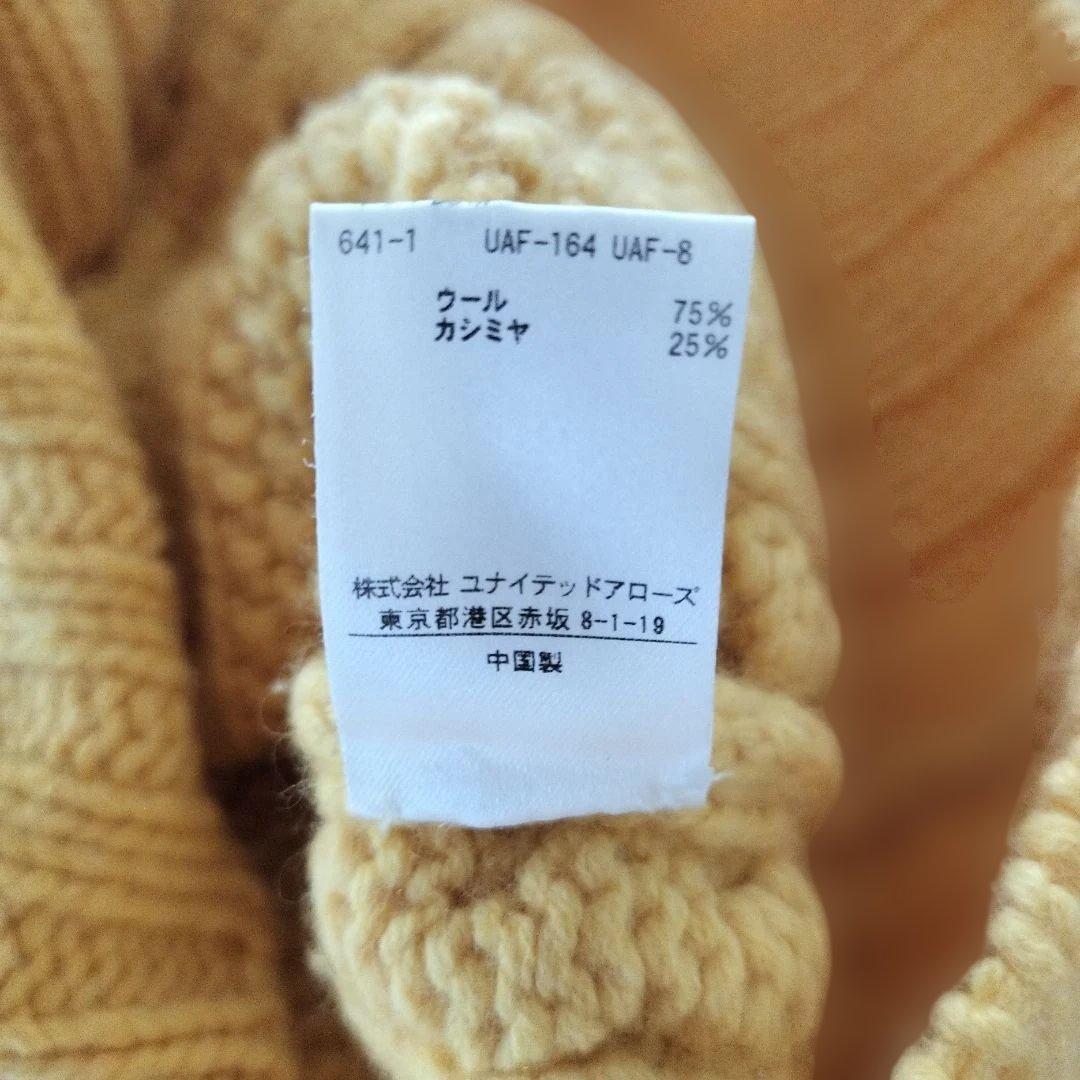 641-1 UAF-164 UAF-8
ウール 75%
カシミヤ 25%
株式会社 ユナイテッドアローズ
東京都港区赤坂 8-1-19
中国製